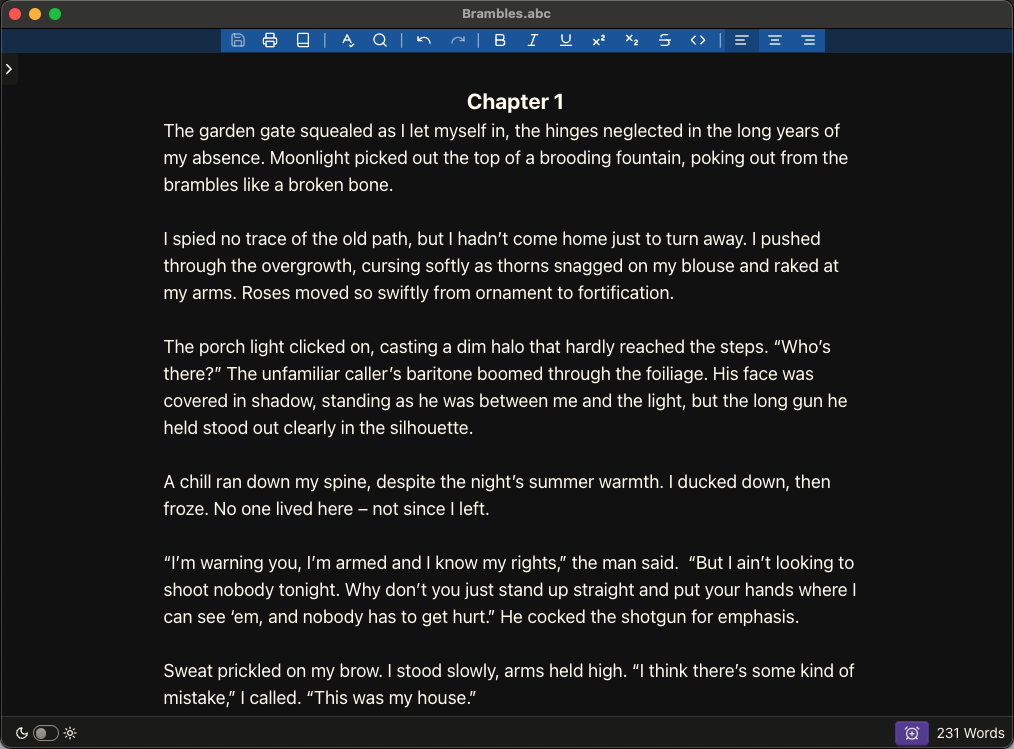 Brambles.abc
B I U x² x₂ S <>
Chapter 1
The garden gate squealed as I let myself in, the hinges neglected in the long years of
my absence. Moonlight picked out the top of a brooding fountain, poking out from the
brambles like a broken bone.
I spied no trace of the old path, but I hadn’t come home just to turn away. I pushed
through the overgrowth, cursing softly as thorns snagged on my blouse and raked at
my arms. Roses moved so swiftly from ornament to fortification.
The porch light clicked on, casting a dim halo that hardly reached the steps. “Who’s
there?” The unfamiliar caller’s baritone boomed through the foiliage. His face was
covered in shadow, standing as he was between me and the light, but the long gun he
held stood out clearly in the silhouette.
A chill ran down my spine, despite the night’s summer warmth. I ducked down, then
froze. No one lived here – not since I left.
“I’m warning you, I’m armed and I know my rights,” the man said.  “But I ain’t looking to
shoot nobody tonight. Why don’t you just stand up straight and put your hands where I
can see ‘em, and nobody has to get hurt.” He cocked the shotgun for emphasis.
Sweat prickled on my brow. I stood slowly, arms held high. “I think there’s some kind of
mistake,” I called. “This was my house.”
231 Words